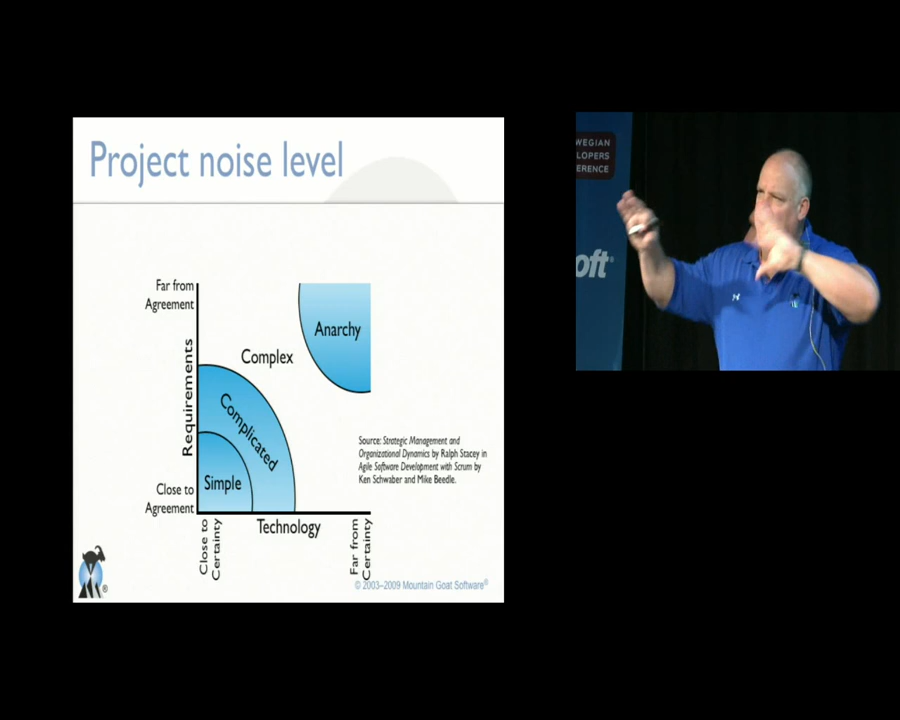 Project noise level
Far from
Agreement
Anarchy
Complex
Requirements
Complicated
Simple
Close to
Agreement
Technology
Close to
Certainty
Far from
Certainty
Source: Strategic Management and
Organizational Dynamics by Ralph Stacey in
Agile Software Development with Scrum by
Ken Schwaber and Mike Beedle.
© 2003–2009 Mountain Goat Software®
®
WEGIAN
LOPERS
ERENCE
oft®